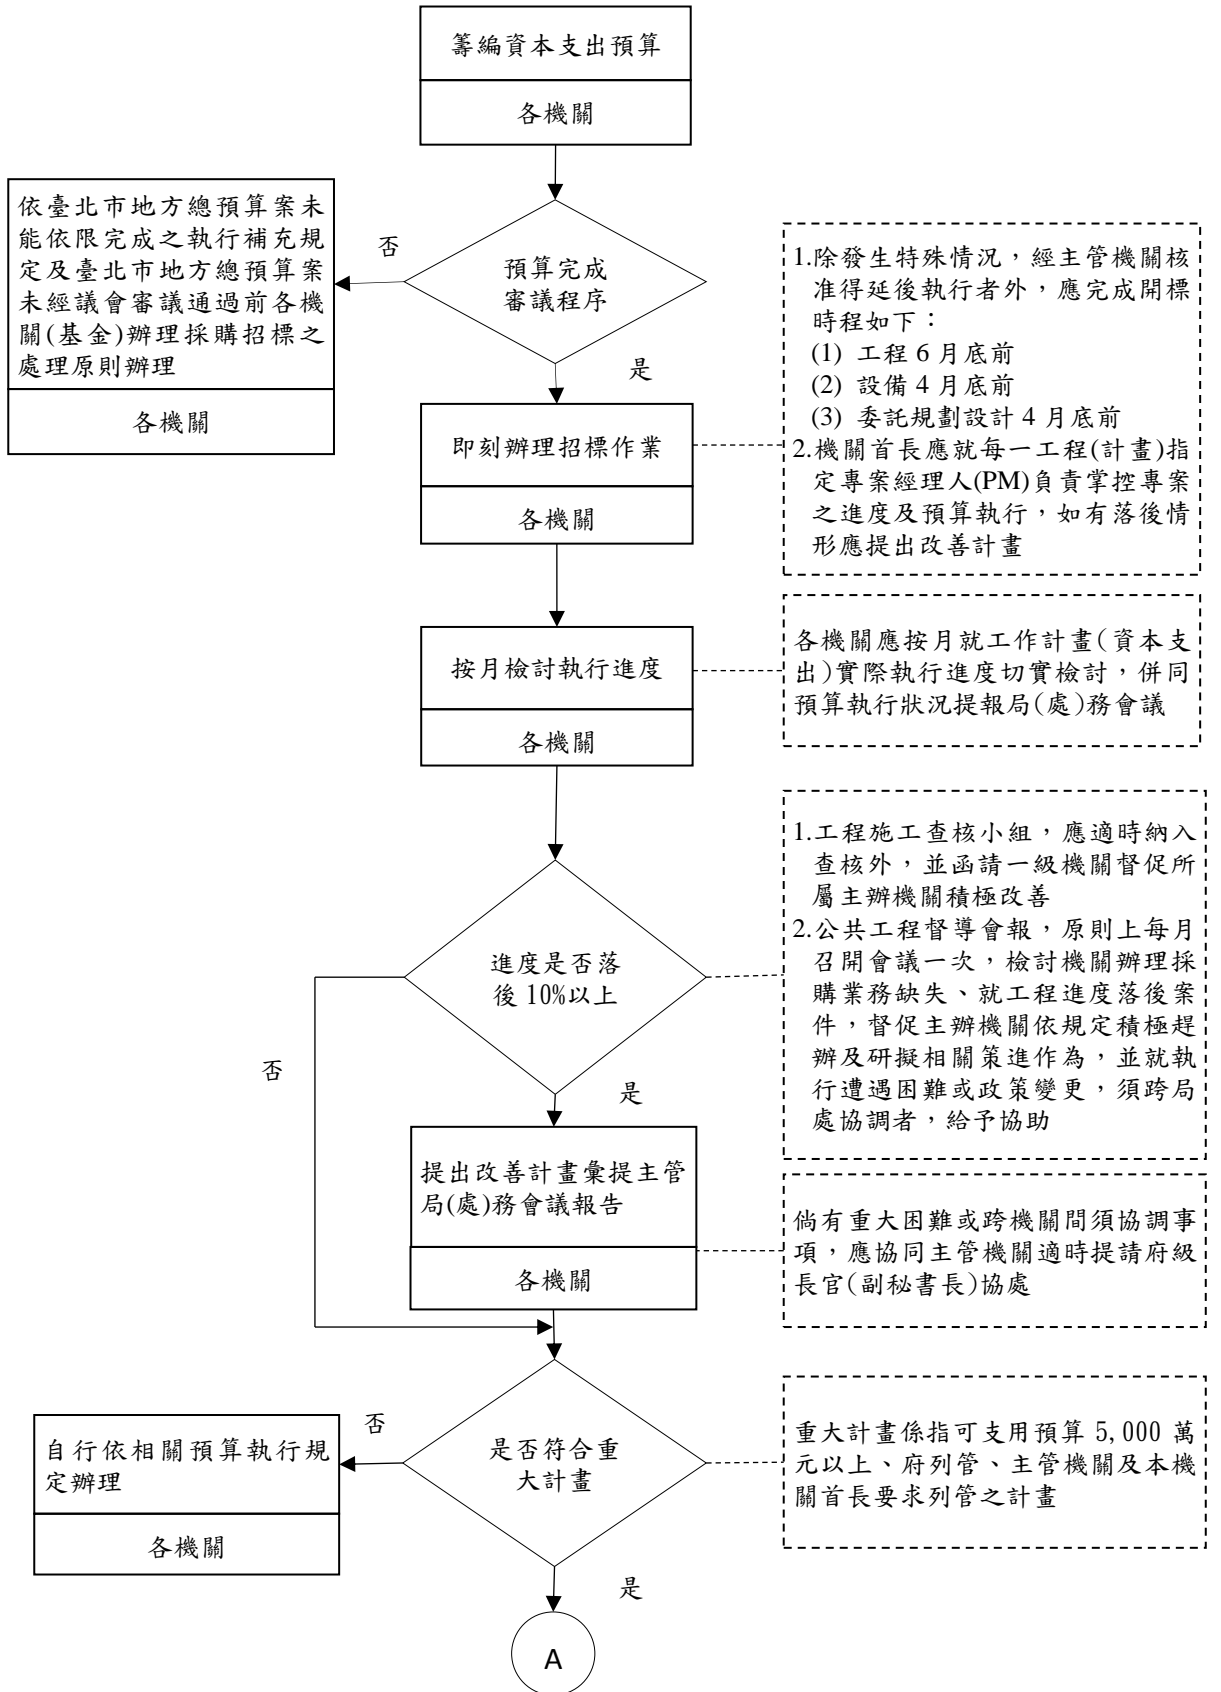 籌編資本支出預算
各機關
依臺北市地方總預算案未
能依限完成之執行補充規
定及臺北市地方總預算案
未經議會審議通過前各機
關(基金)辦理採購招標之
處理原則辦理
各機關
否
預算完成
審議程序
是
1.除發生特殊情況，經主管機關核
准得延後執行者外，應完成開標
時程如下：
(1) 工程 6 月底前
(2) 設備 4 月底前
(3) 委託規劃設計 4 月底前
2.機關首長應就每一工程(計畫)指
定專案經理人(PM)負責掌控專案
之進度及預算執行，如有落後情
形應提出改善計畫
即刻辦理招標作業
各機關
按月檢討執行進度
各機關
各機關應按月就工作計畫(資本支
出)實際執行進度切實檢討，併同
預算執行狀況提報局(處)務會議
1.工程施工查核小組，應適時納入
查核外，並函請一級機關督促所
屬主辦機關積極改善
2.公共工程督導會報，原則上每月
召開會議一次，檢討機關辦理採
購業務缺失、就工程進度落後案
件，督促主辦機關依規定積極趕
辦及研擬相關策進作為，並就執
行遭遇困難或政策變更，須跨局
處協調者，給予協助
進度是否落
後 10%以上
否
是
提出改善計畫彙提主管
局(處)務會議報告
各機關
倘有重大困難或跨機關間須協調事
項，應協同主管機關適時提請府級
長官(副秘書長)協處
是否符合重
大計畫
否
自行依相關預算執行規
定辦理
各機關
重大計畫係指可支用預算 5,000 萬
元以上、府列管、主管機關及本機
關首長要求列管之計畫
是
A